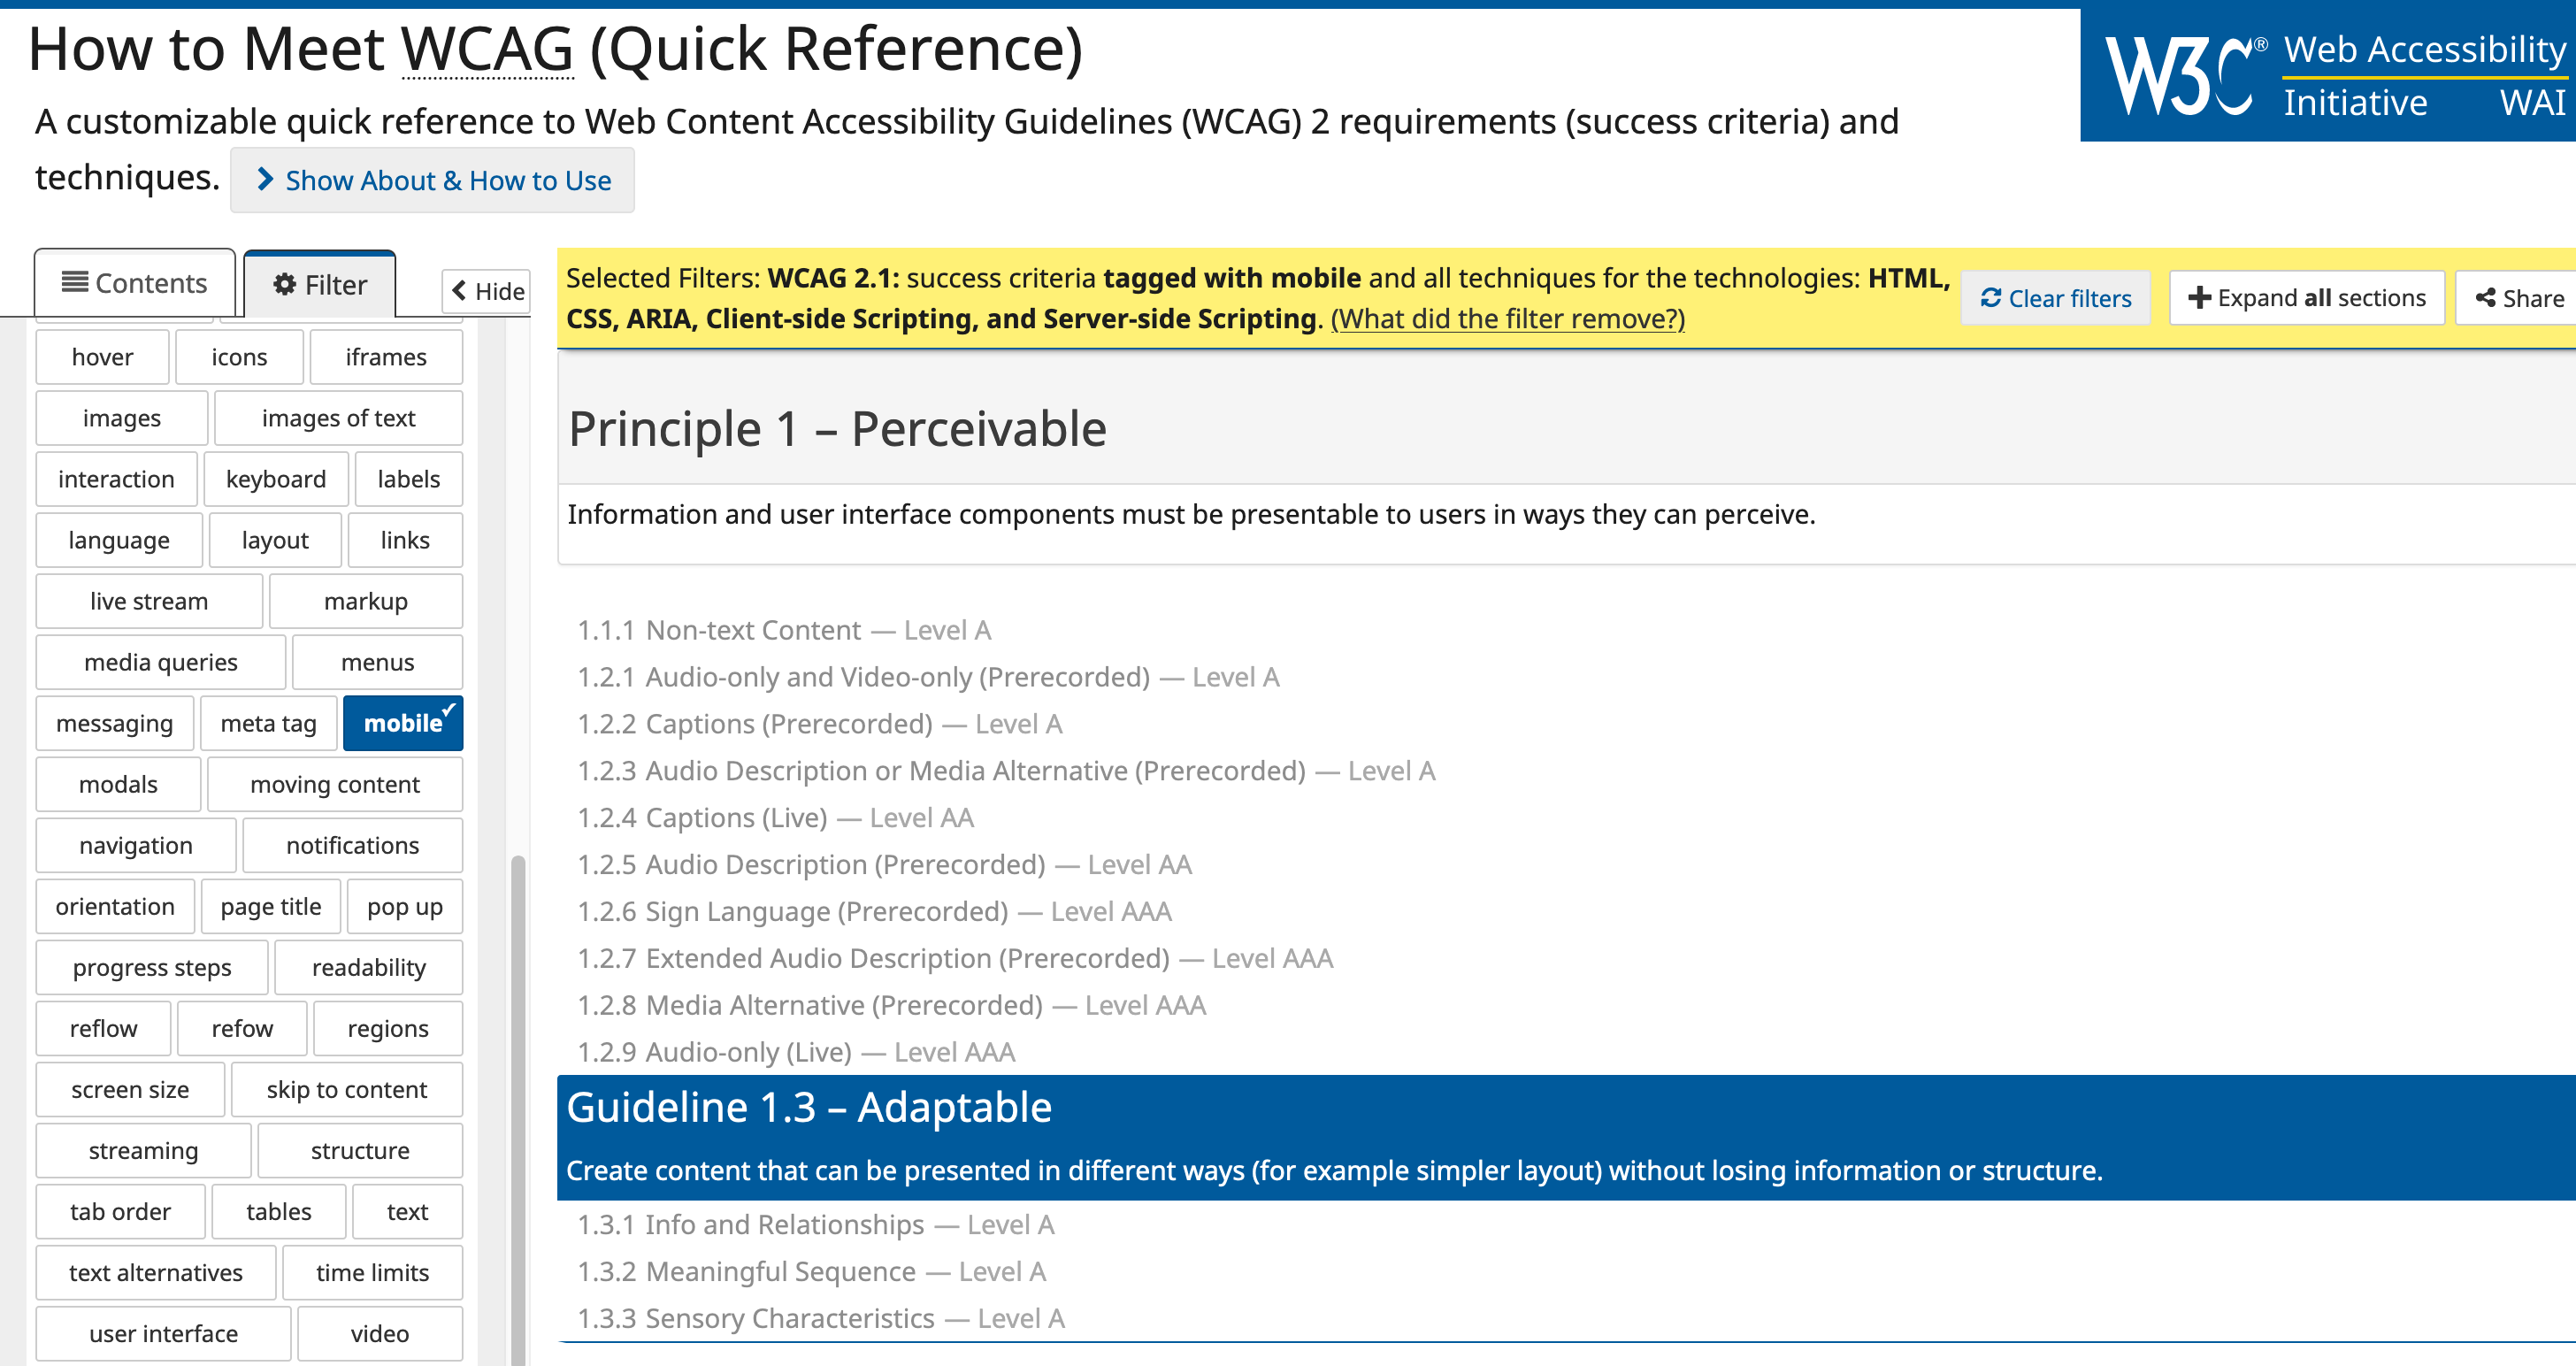 How to Meet WCAG (Quick Reference)
W3C® Web Accessibility
Initiative WAI
A customizable quick reference to Web Content Accessibility Guidelines (WCAG) 2 requirements (success criteria) and
techniques. Show About & How to Use
Contents
Filter
Hide
hover icons iframes
images images of text
interaction keyboard labels
language layout links
live stream markup
media queries menus
messaging meta tag mobile
modals moving content
navigation notifications
orientation page title pop up
progress steps readability
reflow refow regions
screen size skip to content
streaming structure
tab order tables text
text alternatives time limits
user interface video
Selected Filters: WCAG 2.1: success criteria tagged with mobile and all techniques for the technologies: HTML,
CSS, ARIA, Client-side Scripting, and Server-side Scripting. (What did the filter remove?)
Clear filters
Expand all sections
Share
Principle 1 – Perceivable
Information and user interface components must be presentable to users in ways they can perceive.
1.1.1 Non-text Content — Level A
1.2.1 Audio-only and Video-only (Prerecorded) — Level A
1.2.2 Captions (Prerecorded) — Level A
1.2.3 Audio Description or Media Alternative (Prerecorded) — Level A
1.2.4 Captions (Live) — Level AA
1.2.5 Audio Description (Prerecorded) — Level AA
1.2.6 Sign Language (Prerecorded) — Level AAA
1.2.7 Extended Audio Description (Prerecorded) — Level AAA
1.2.8 Media Alternative (Prerecorded) — Level AAA
1.2.9 Audio-only (Live) — Level AAA
Guideline 1.3 – Adaptable
Create content that can be presented in different ways (for example simpler layout) without losing information or structure.
1.3.1 Info and Relationships — Level A
1.3.2 Meaningful Sequence — Level A
1.3.3 Sensory Characteristics — Level A